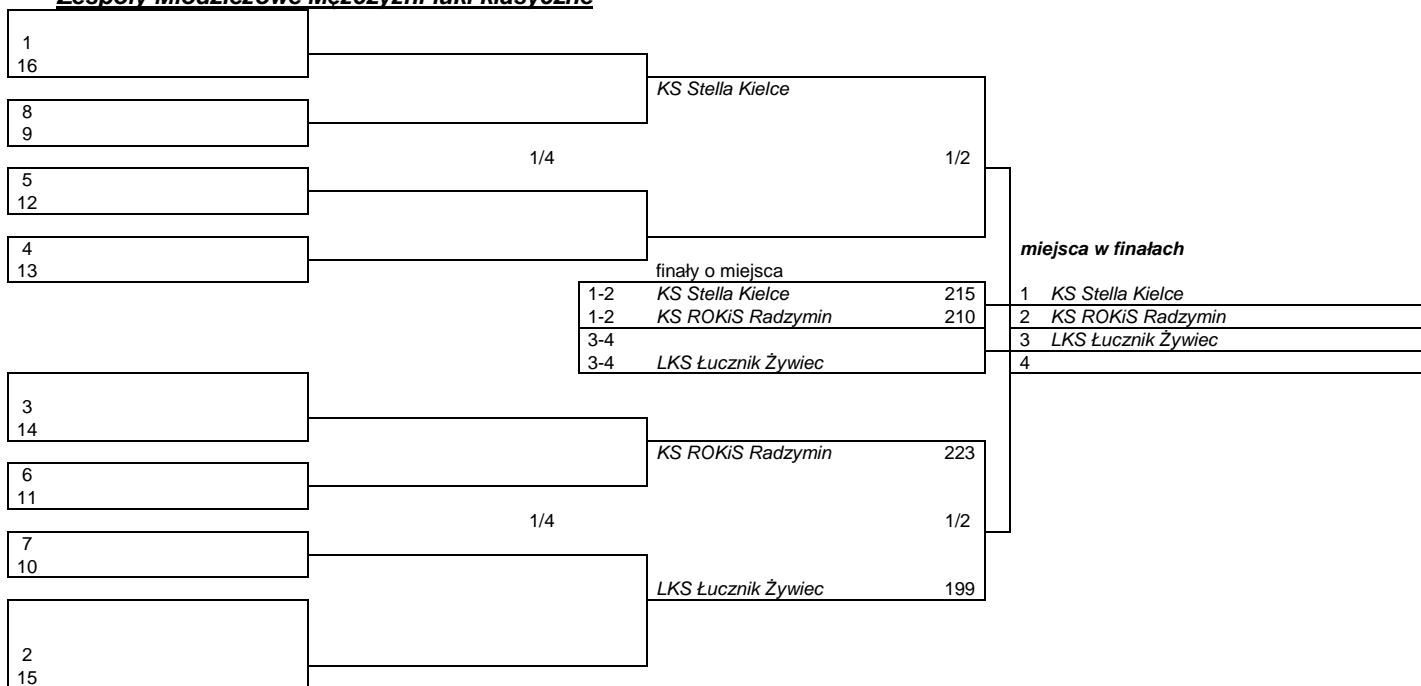 Zespoły Młodzieżowe Mężczyźni łuki klasyczne
1
16
KS Stella Kielce
8
9
1/4 1/2
5
12
4 miejsca w finałach
13 finały o miejsca
1-2 KS Stella Kielce 215 1 KS Stella Kielce
1-2 KS ROKiS Radzymin 210 2 KS ROKiS Radzymin
3-4 3 LKS Łucznik Żywiec
3-4 LKS Łucznik Żywiec 4
3
14
KS ROKiS Radzymin 223
6
11
1/4 1/2
7
10
LKS Łucznik Żywiec 199
2
15